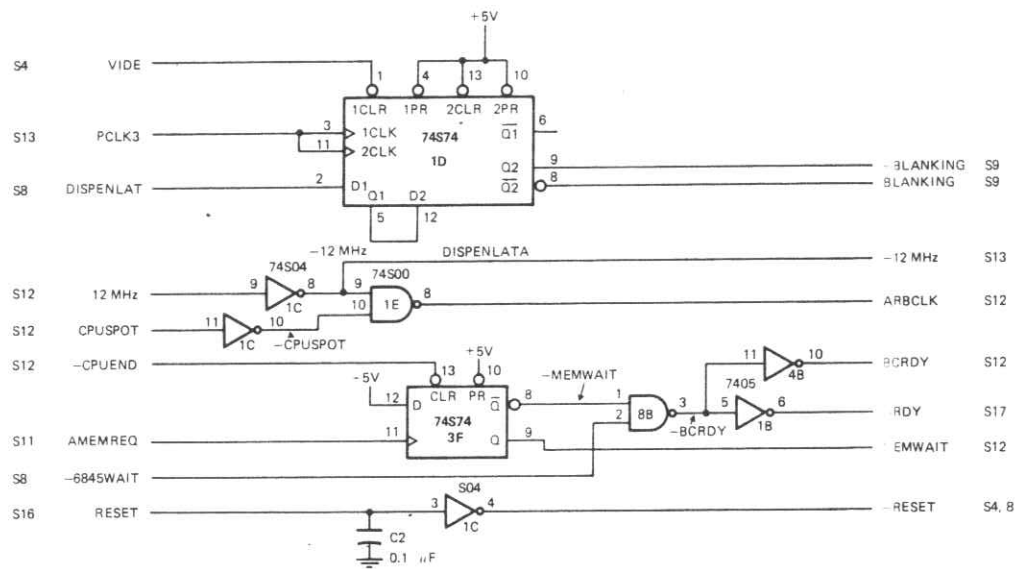 +5V
S4 VIDE 1 4 13 10
1CLR 1PR 2CLR 2PR
S13 PCLK3 3 1CLK 74S74 Q1 6
11 2CLK 1D
Q2 9 -BLANKING S9
S8 DISPENLAT 2 D1 Q2 8 BLANKING S9
Q1 D2
5 12
-12 MHz DISPENLATA -12 MHz S13
74S04 74S00
S12 12 MHz 9 8 9 8 ARBCLK S12
1C 10 1E
S12 CPUSPOT 11 10
1C -CPUSPOT
+5V
S12 -CPUEND 13 10 11 10 BCRDY S12
4B
-5V 12 D CLR PR Q 8 -MEMWAIT 1 3 7405
74S74 2 8B 5 6 RDY S17
3F -BCRDY 1B
S11 AMEMREQ 11 Q 9 EMWAIT S12
S8 -6845WAIT
S04
S16 RESET 3 4 -RESET S4, 8
1C
C2
0.1 F